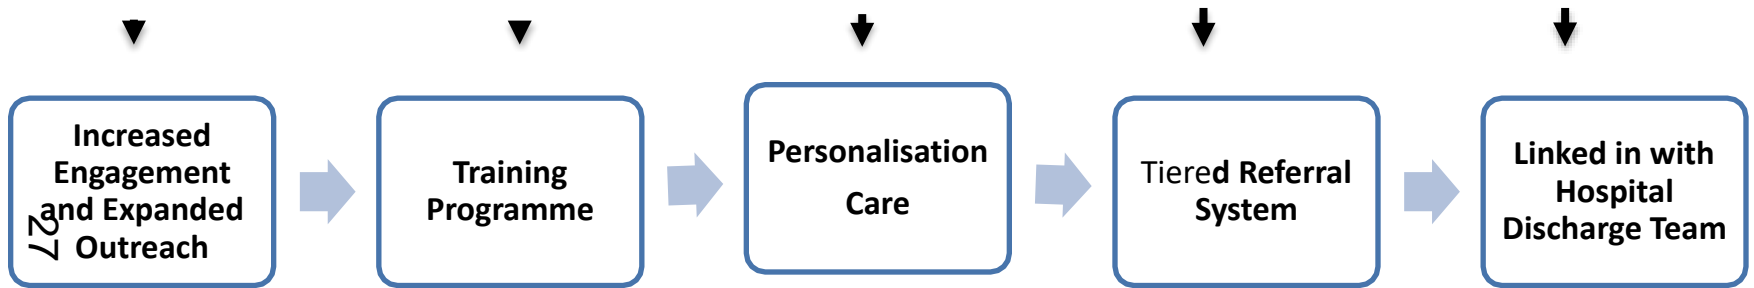 Increased
Engagement
and Expanded
Outreach
27
Training
Programme
Personalisation
Care
Tiered Referral
System
Linked in with
Hospital
Discharge Team